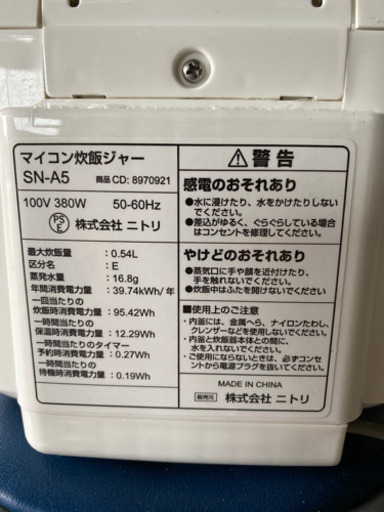 マイコン炊飯ジャー
SN-A5 商品CD: 8970921
100V 380W 50-60Hz
PS
E
株式会社 ニトリ
最大炊飯量 : 0.54L
区分名 : E
蒸発水量 : 16.8g
年間消費電力量 : 39.74kWh/年
一回当たりの
炊飯時消費電力量 : 95.42Wh
一時間当たりの
保温時消費電力量 : 12.29Wh
一時間当たりのタイマー
予約時消費電力量 : 0.27Wh
一時間当たりの
待機時消費電力量 : 0.19Wh
警告
感電のおそれあり
●水に浸けたり、水をかけたりしない
でください。
●差込がゆるく、ぐらぐらしている場合
はコンセントを修理してください。
やけどのおそれあり
●蒸気口に手や顔を近付けたり、
手を触れないでください。
●炊飯中はふたを開けないでください。
■使用上のご注意
・内釜には、金属へら、ナイロンたわし、
クレンザーなどを使用しないでください。
・内釜と炊飯器本体との間に、
水を入れないでください。
・ご使用にならないときは、必ずコンセ
ントから電源プラグを抜いてください。
MADE IN CHINA
販売元 株式会社 ニトリ